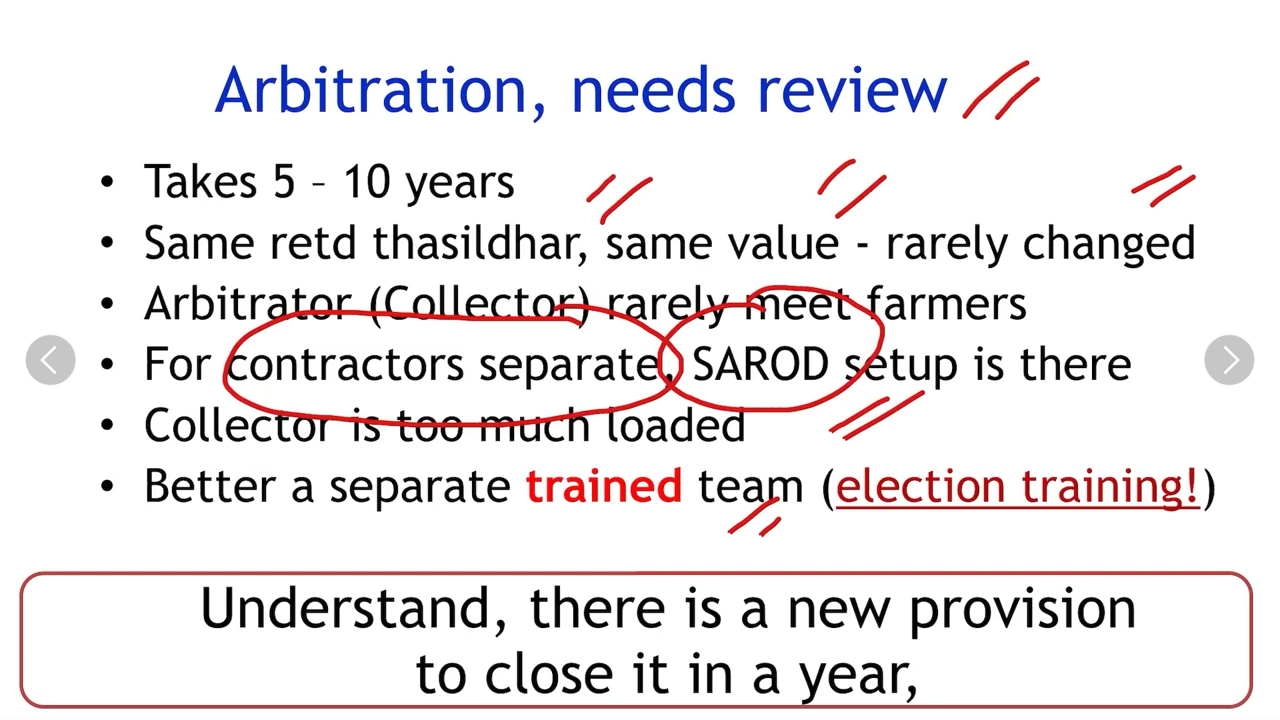 Arbitration, needs review
• Takes 5 – 10 years
• Same retd thasildhar, same value - rarely changed
• Arbitrator (Collector) rarely meet farmers
• For contractors separate, SAROD setup is there
• Collector is too much loaded
• Better a separate trained team (election training!)
Understand, there is a new provision
to close it in a year,